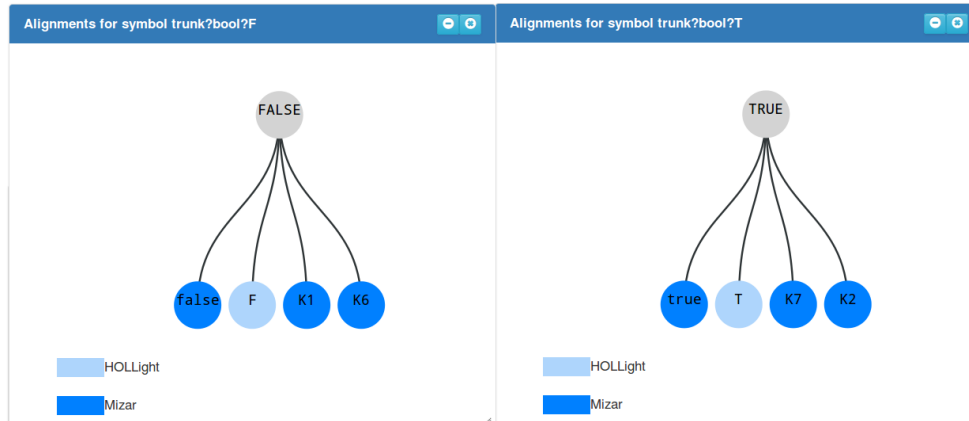 Alignments for symbol trunk?bool?F
FALSE
false F K1 K6
HOLLight
Mizar
Alignments for symbol trunk?bool?T
TRUE
true T K7 K2
HOLLight
Mizar